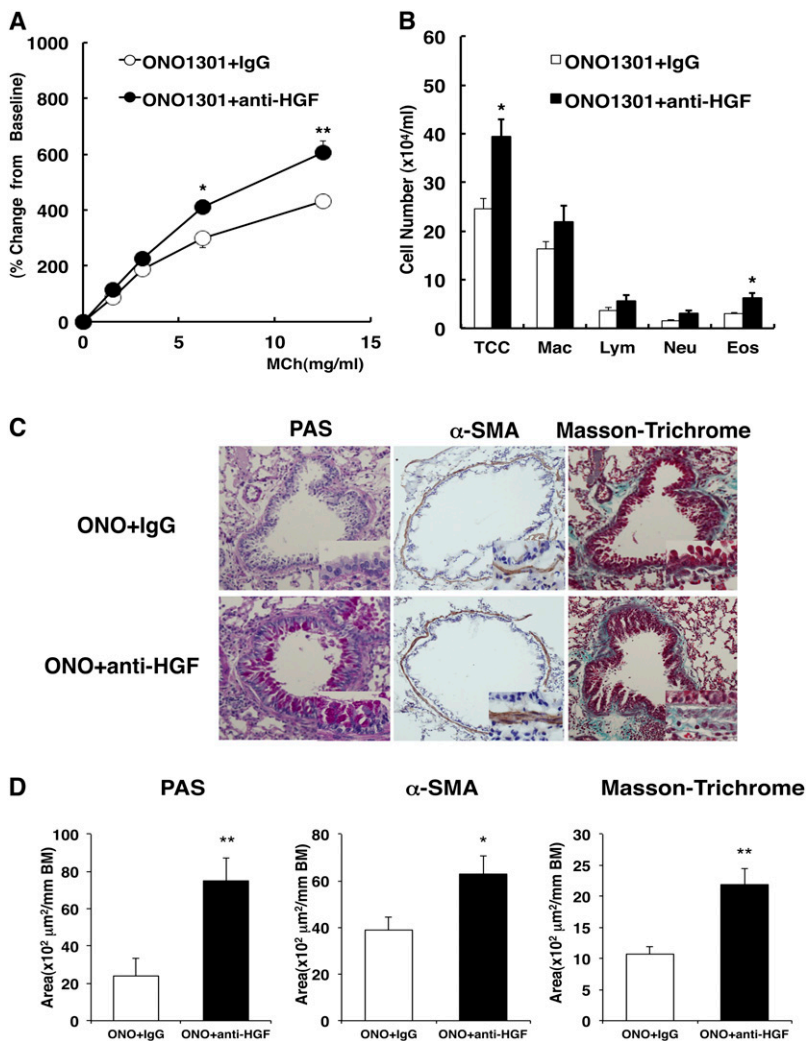 A
1000
800
600
400
200
0
(% Change from Baseline)
ONO1301+IgG
ONO1301+anti-HGF
*
**
0
5
10
15
MCh(mg/ml)
B
60
50
40
30
20
10
0
Cell Number (x10⁴/ml)
ONO1301+IgG
ONO1301+anti-HGF
*
*
TCC
Mac
Lym
Neu
Eos
C
PAS
α-SMA
Masson-Trichrome
ONO+IgG
ONO+anti-HGF
D
PAS
α-SMA
Masson-Trichrome
100
80
60
40
20
0
Area(x10² μm²/mm BM)
**
ONO+IgG
ONO+anti-HGF
80
60
40
20
0
Area(x10² μm²/mm BM)
*
ONO+IgG
ONO+anti-HGF
30
25
20
15
10
5
0
Area(x10² μm²/mm BM)
**
ONO+IgG
ONO+anti-HGF